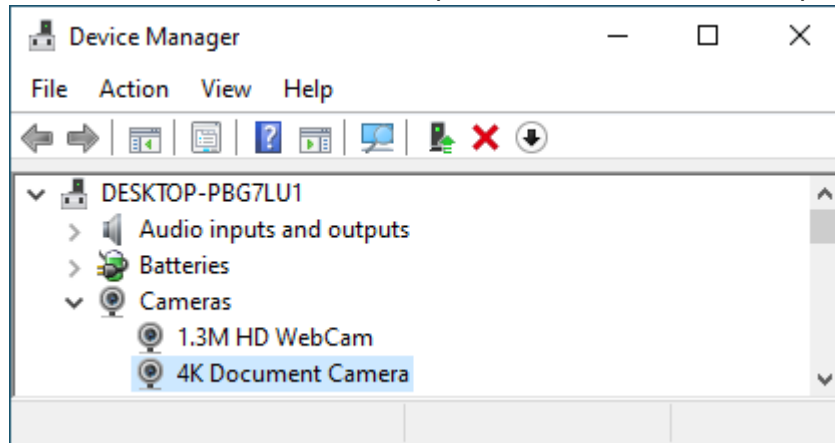 Device Manager
File Action View Help
DESKTOP-PBG7LU1
Audio inputs and outputs
Batteries
Cameras
1.3M HD WebCam
4K Document Camera